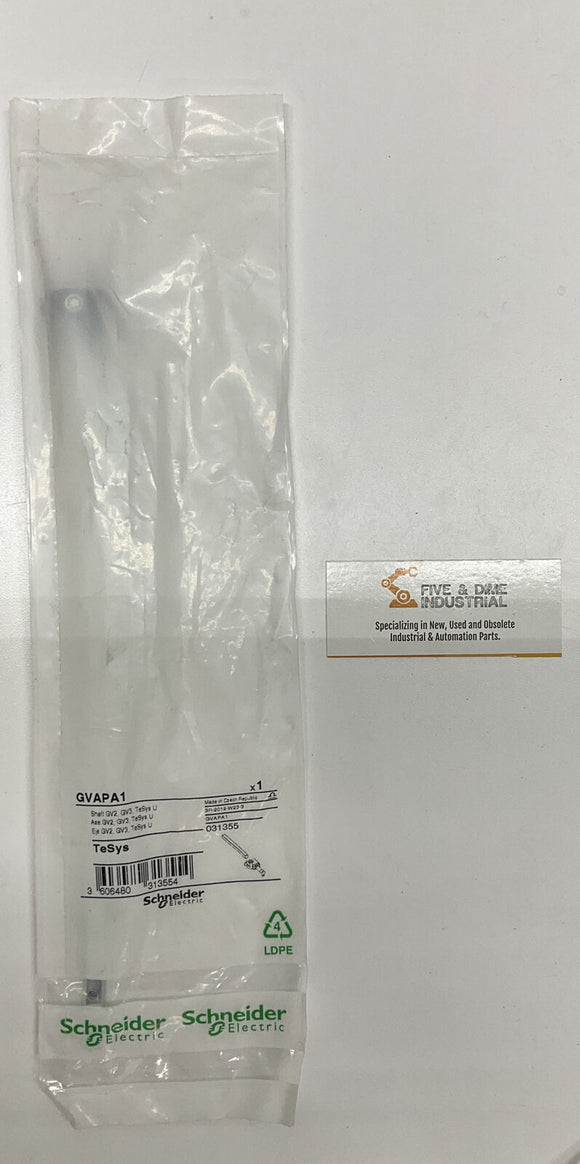 GVAPA1
x1
Shaft GV2, GV3, TeSys U
Axe GV2, GV3, TeSys U
Eje GV2, GV3, TeSys U
Made in Czech Republic
GVAPA1
031355
TeSys
3 606480 313554
Schneider
Electric
4
LDPE
Schneider
Electric
Schneider
Electric
FIVE & DIME
INDUSTRIAL
Specializing in New, Used and Obsolete
Industrial & Automation Parts.